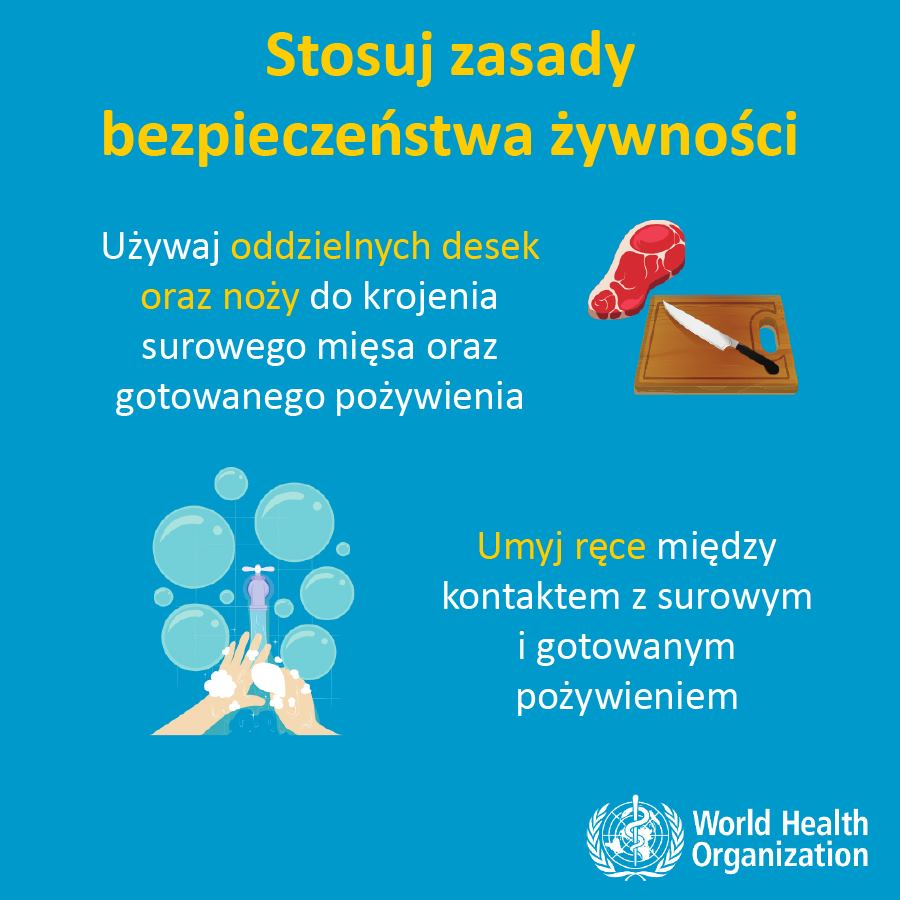 Stosuj zasady
bezpieczeństwa żywności
Używaj oddzielnych desek
oraz noży do krojenia
surowego mięsa oraz
gotowanego pożywienia
Umyj ręce między
kontaktem z surowym
i gotowanym
pożywieniem
World Health
Organization